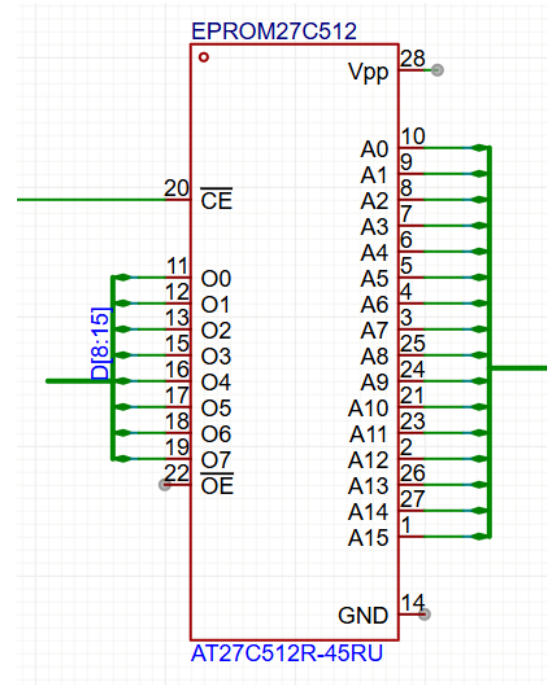 EPROM27C512
Vpp 28
A0 10
A1 9
20 CE A2 8
A3 7
A4 6
11 O0 A5 5
12 O1 A6 4
13 O2 A7 3
15 O3 A8 25
16 O4 A9 24
17 O5 A10 21
18 O6 A11 23
19 O7 A12 2
22 OE A13 26
A14 27
A15 1
D[8:15]
GND 14
AT27C512R-45RU